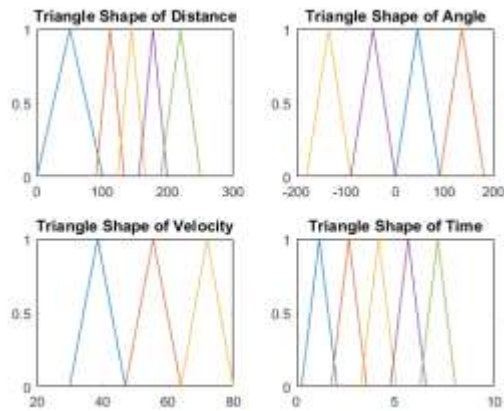 Triangle Shape of Distance
1
0.5
0
0 100 200 300
Triangle Shape of Angle
1
0.5
0
-200 -100 0 100 200
Triangle Shape of Velocity
1
0.5
0
20 40 60 80
Triangle Shape of Time
1
0.5
0
0 5 10